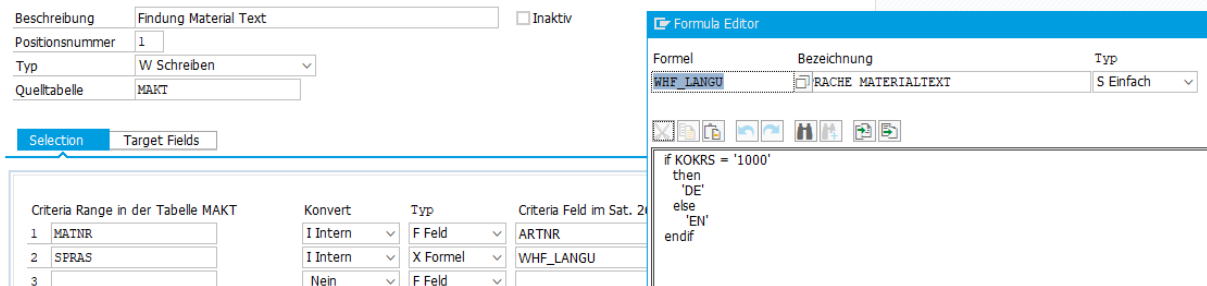 Beschreibung Findung Material Text Inaktiv
Positionsnummer 1
Typ W Schreiben
Quelltabelle MAKT
Selection Target Fields
Criteria Range in der Tabelle MAKT Konvert Typ Criteria Feld im Sat.
1 MATNR I Intern F Feld ARTNR
2 SPRAS I Intern X Formel WHF_LANGU
3 Nein F Feld
Formula Editor
Formel Bezeichnung Typ
WHF_LANGU RACHE MATERIALTEXT S Einfach
if KOKRS = '1000'
then
'DE'
else
'EN'
endif